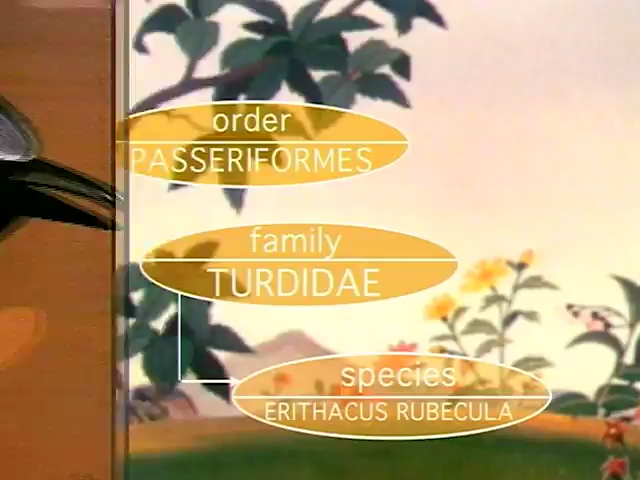 order
PASSERIFORMES
family
TURDIDAE
species
ERITHACUS RUBECULA